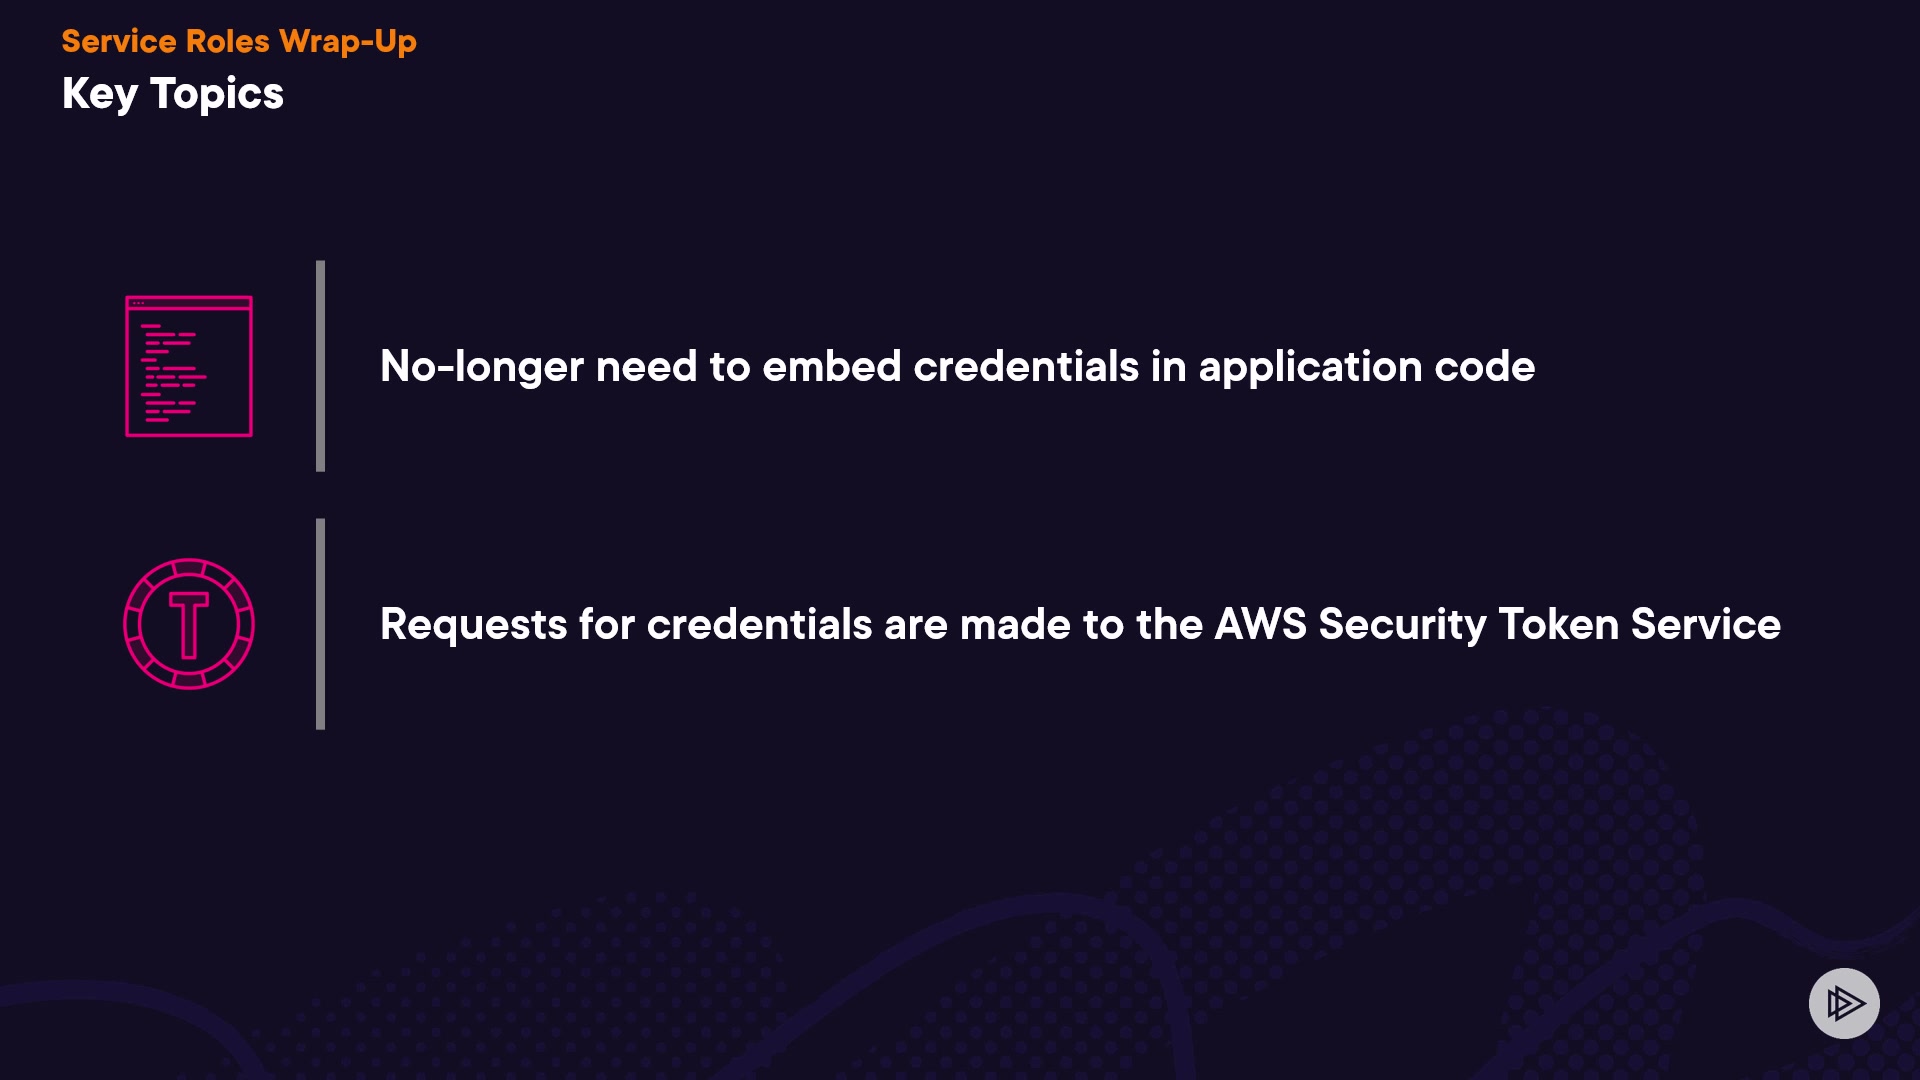 Service Roles Wrap-Up
Key Topics
No-longer need to embed credentials in application code
T
Requests for credentials are made to the AWS Security Token Service